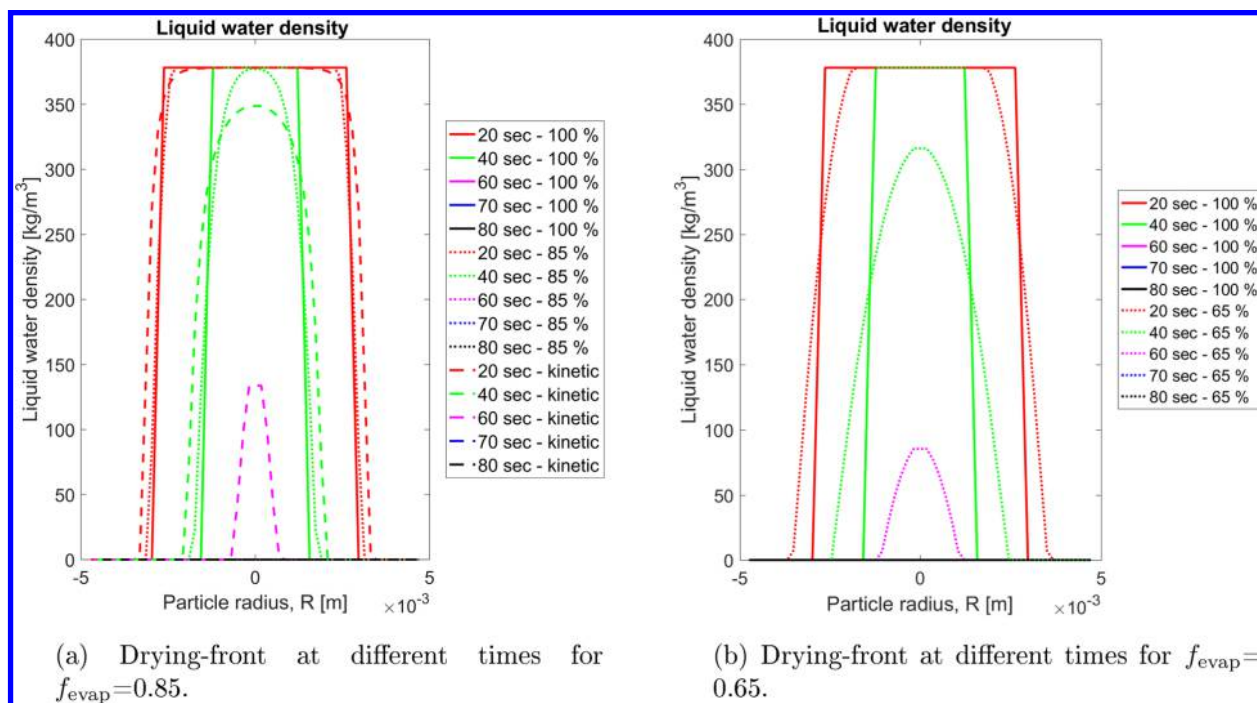 Liquid water density
400
350
300
250
200
150
100
50
0
Liquid water density [kg/m³]
-5
0
5
Particle radius, R [m]
×10⁻³
20 sec - 100 %
40 sec - 100 %
60 sec - 100 %
70 sec - 100 %
80 sec - 100 %
20 sec - 85 %
40 sec - 85 %
60 sec - 85 %
70 sec - 85 %
80 sec - 85 %
20 sec - kinetic
40 sec - kinetic
60 sec - kinetic
70 sec - kinetic
80 sec - kinetic
(a) Drying-front at different times for
f_evap=0.85.
Liquid water density
400
350
300
250
200
150
100
50
0
Liquid water density [kg/m³]
-5
0
5
Particle radius, R [m]
×10⁻³
20 sec - 100 %
40 sec - 100 %
60 sec - 100 %
70 sec - 100 %
80 sec - 100 %
20 sec - 65 %
40 sec - 65 %
60 sec - 65 %
70 sec - 65 %
80 sec - 65 %
(b) Drying-front at different times for f_evap=
0.65.